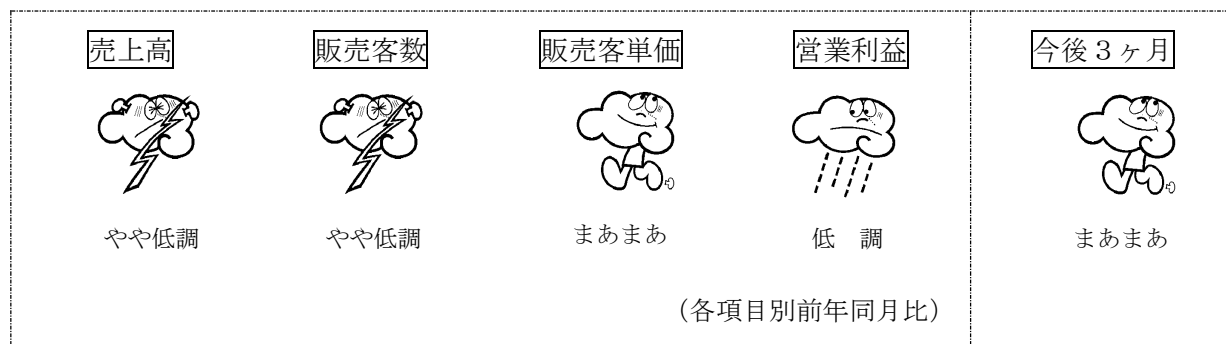 売上高 販売客数 販売客単価 営業利益 今後３ヶ月
やや低調 やや低調 まあまあ 低　調 まあまあ
（各項目別前年同月比）